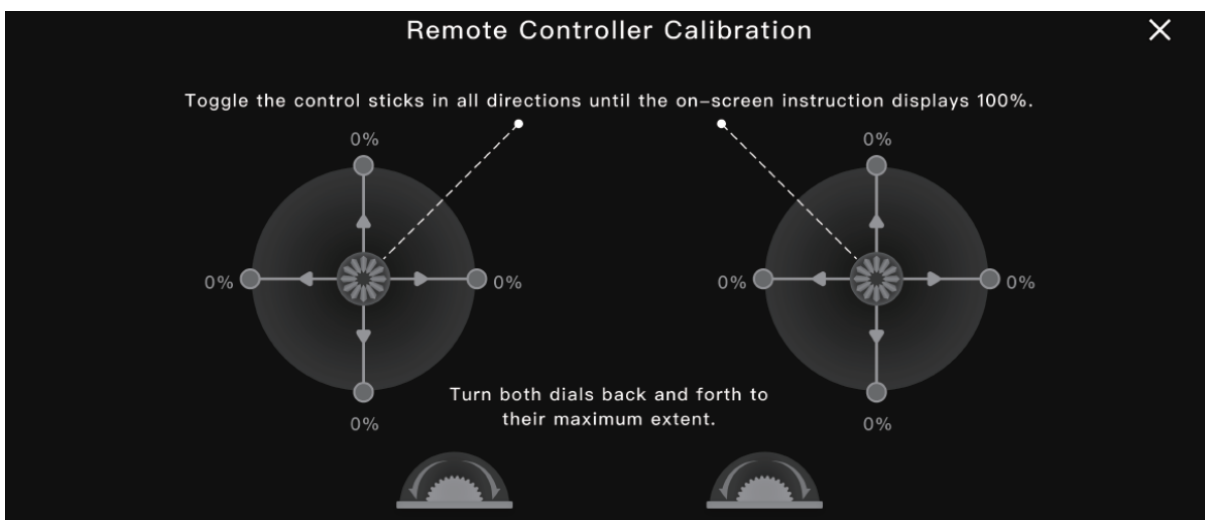 Remote Controller Calibration
Toggle the control sticks in all directions until the on-screen instruction displays 100%.
0%
0%
0%
0%
0%
0%
Turn both dials back and forth to
their maximum extent.
0%
0%